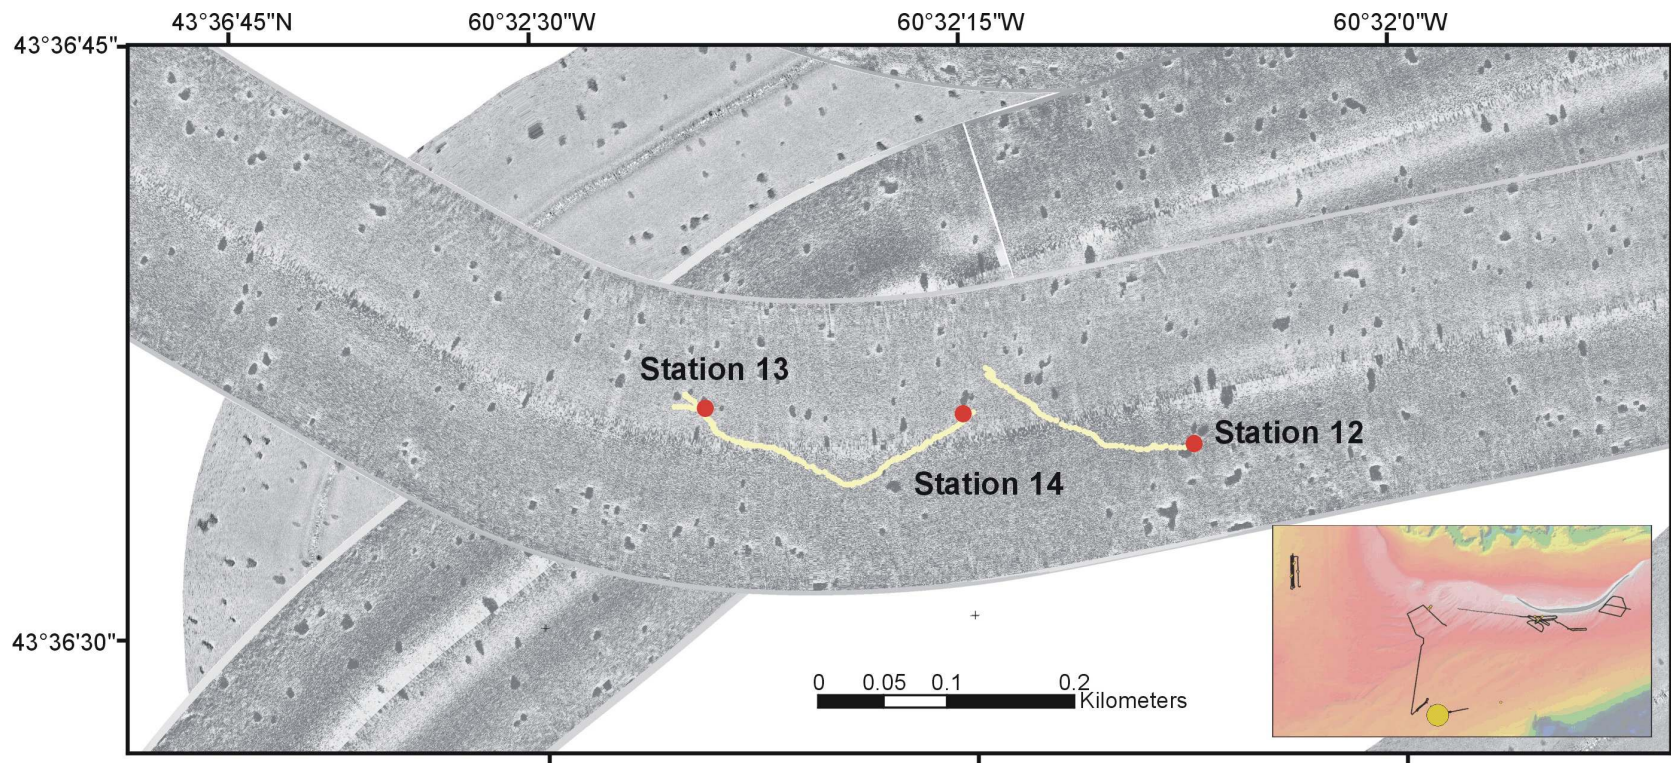 43°36'45"N 60°32'30"W 60°32'15"W 60°32'0"W
43°36'45"
Station 13
Station 12
Station 14
43°36'30"
0 0.05 0.1 0.2
Kilometers